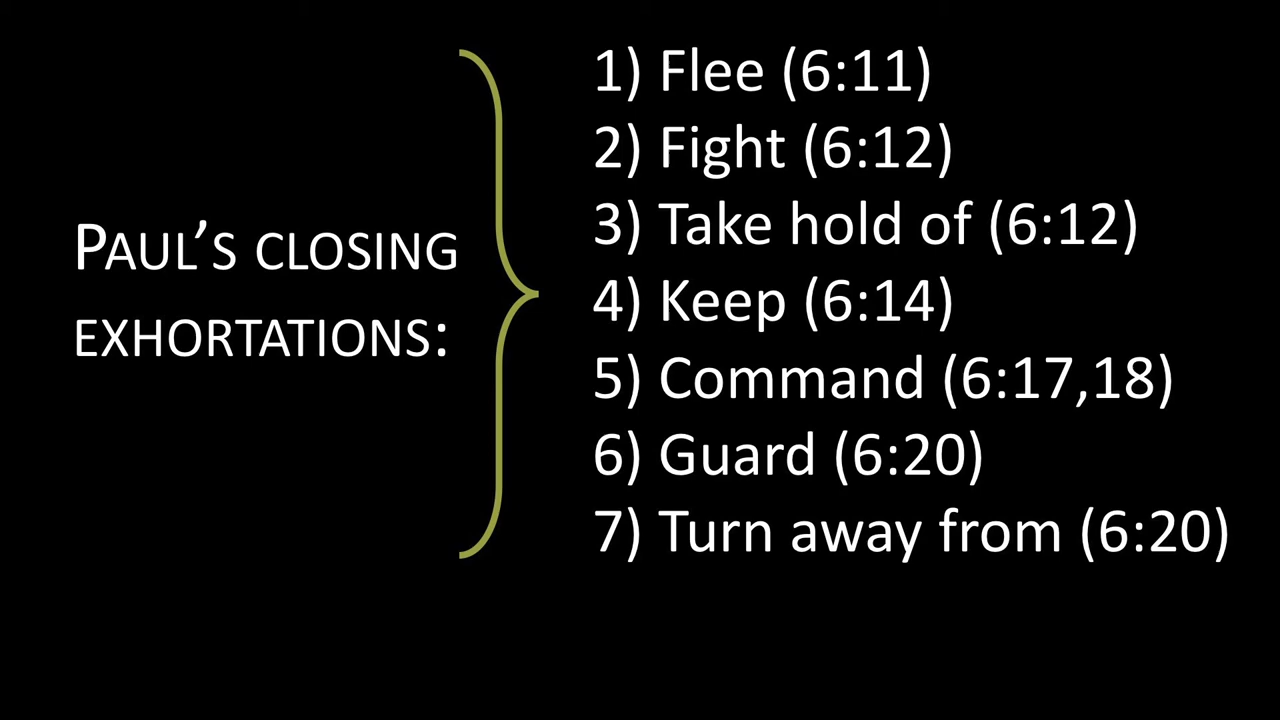 Paul’s closing
exhortations:
1) Flee (6:11)
2) Fight (6:12)
3) Take hold of (6:12)
4) Keep (6:14)
5) Command (6:17,18)
6) Guard (6:20)
7) Turn away from (6:20)